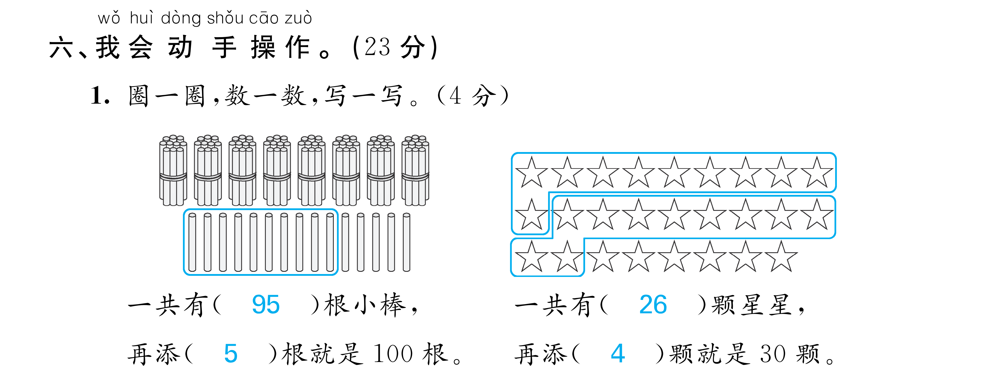 wǒ huì dòng shǒu cāo zuò
六、我会动手操作。(23分)
1. 圈一圈,数一数,写一写。(4分)
一共有( 95 )根小棒,
再添( 5 )根就是100根。
一共有( 26 )颗星星,
再添( 4 )颗就是30颗。